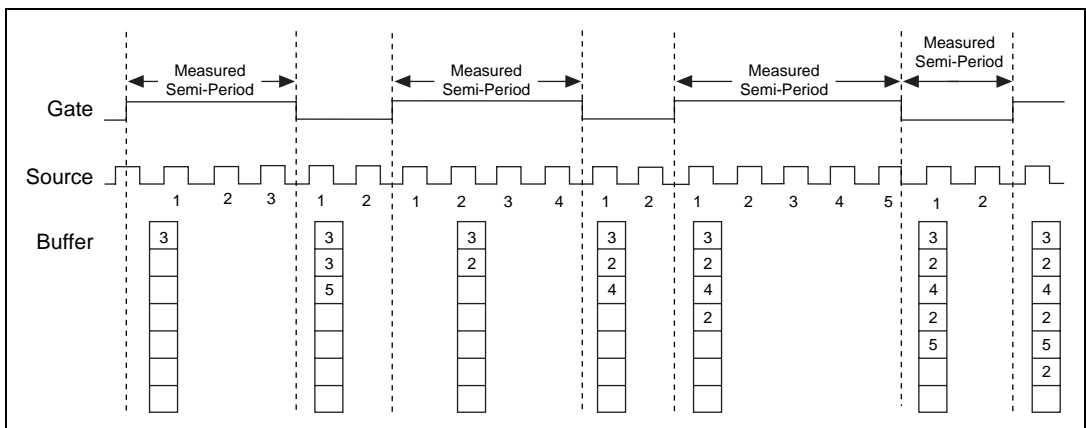 Measured
Semi-Period
Measured
Semi-Period
Measured
Semi-Period
Measured
Semi-Period
Gate
Source
1 2 3 1 2 1 2 3 4 1 2 1 2 3 4 5 1 2
Buffer
3 3 3 3 3 3 3
3 2 2 2 2 2
5 4 4 4 4
2 2 2
5 5
2